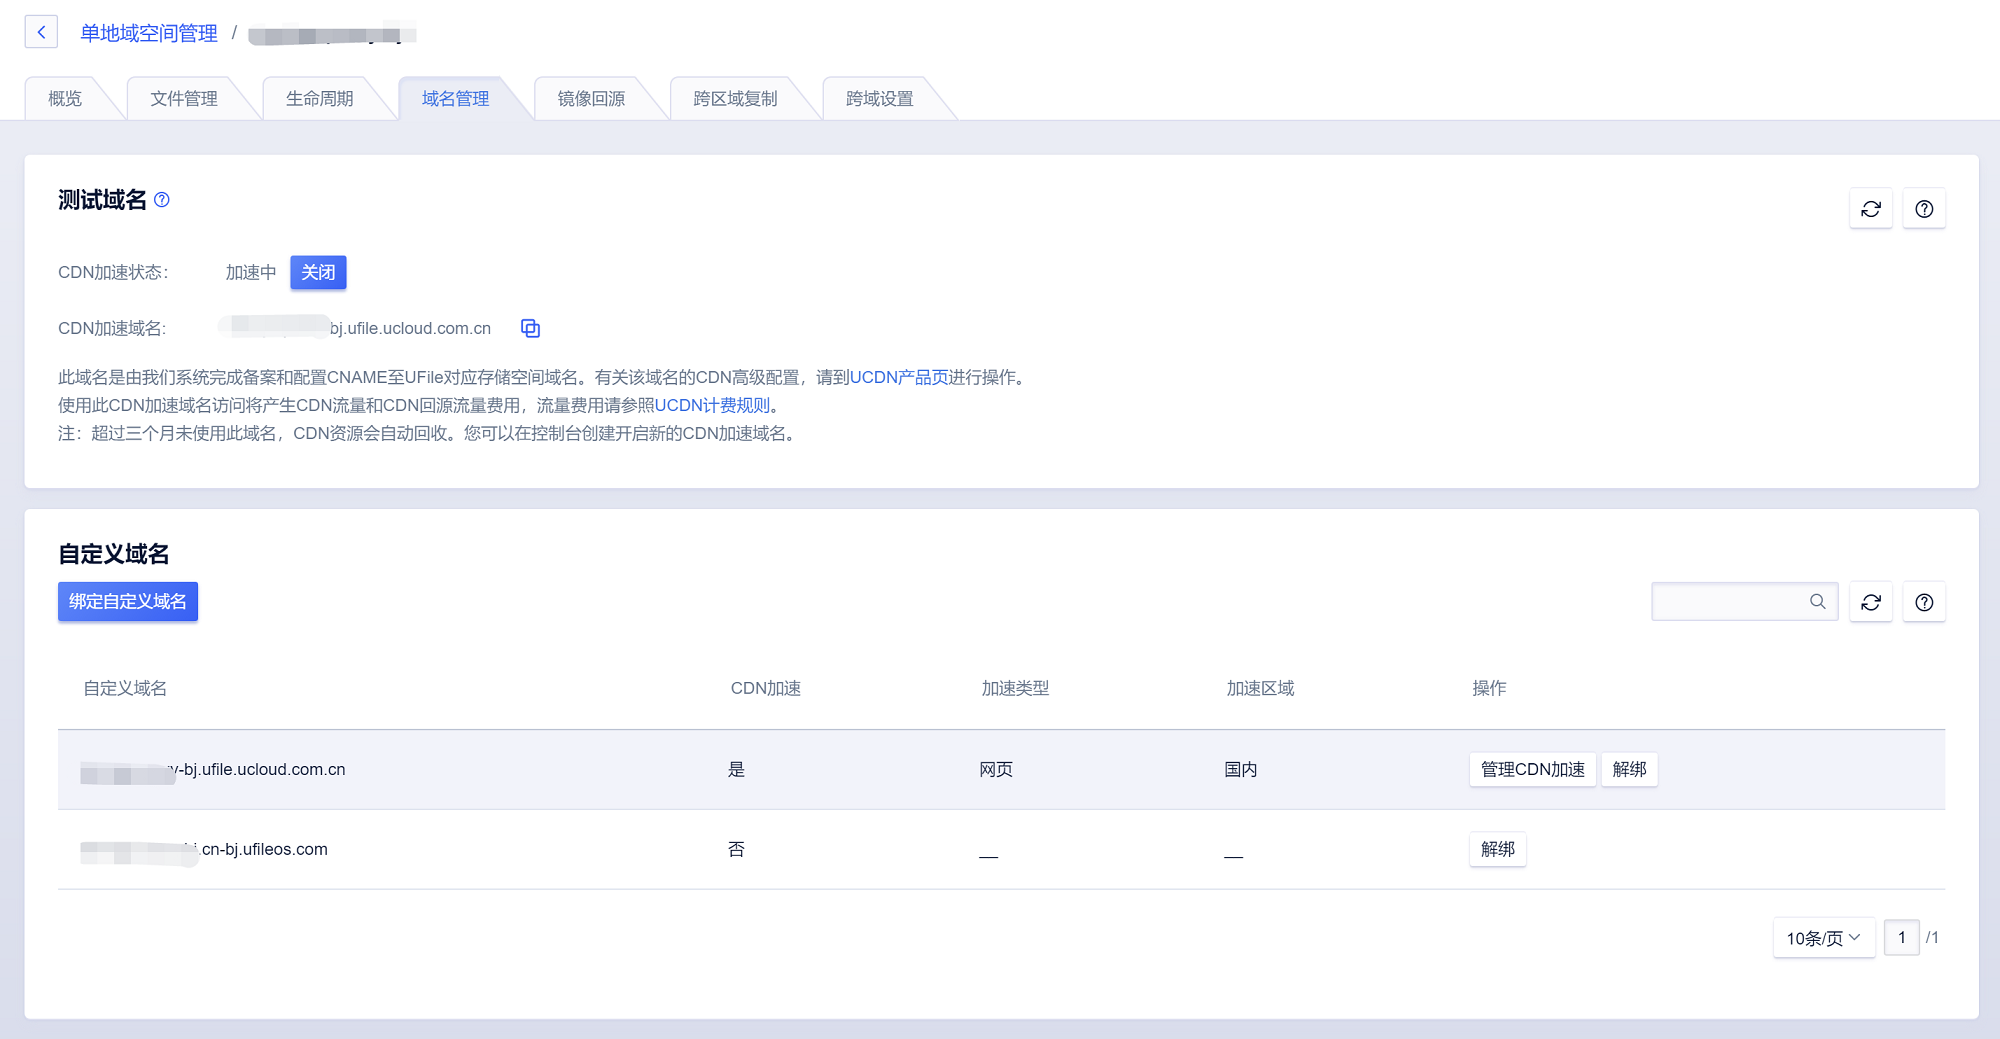 单地域空间管理 /
概览 文件管理 生命周期 域名管理 镜像回源 跨区域复制 跨域设置
测试域名
CDN加速状态： 加速中 关闭
CDN加速域名： bj.ufile.ucloud.com.cn
此域名是由我们系统完成备案和配置CNAME至UFile对应存储空间域名。有关该域名的CDN高级配置，请到UCDN产品页进行操作。
使用此CDN加速域名访问将产生CDN流量和CDN回源流量费用，流量费用请参照UCDN计费规则。
注：超过三个月未使用此域名，CDN资源会自动回收。您可以在控制台创建开启新的CDN加速域名。
自定义域名
绑定自定义域名
自定义域名 CDN加速 加速类型 加速区域 操作
-bj.ufile.ucloud.com.cn 是 网页 国内 管理CDN加速 解绑
.cn-bj.ufileos.com 否 __ __ 解绑
10条/页 1 /1